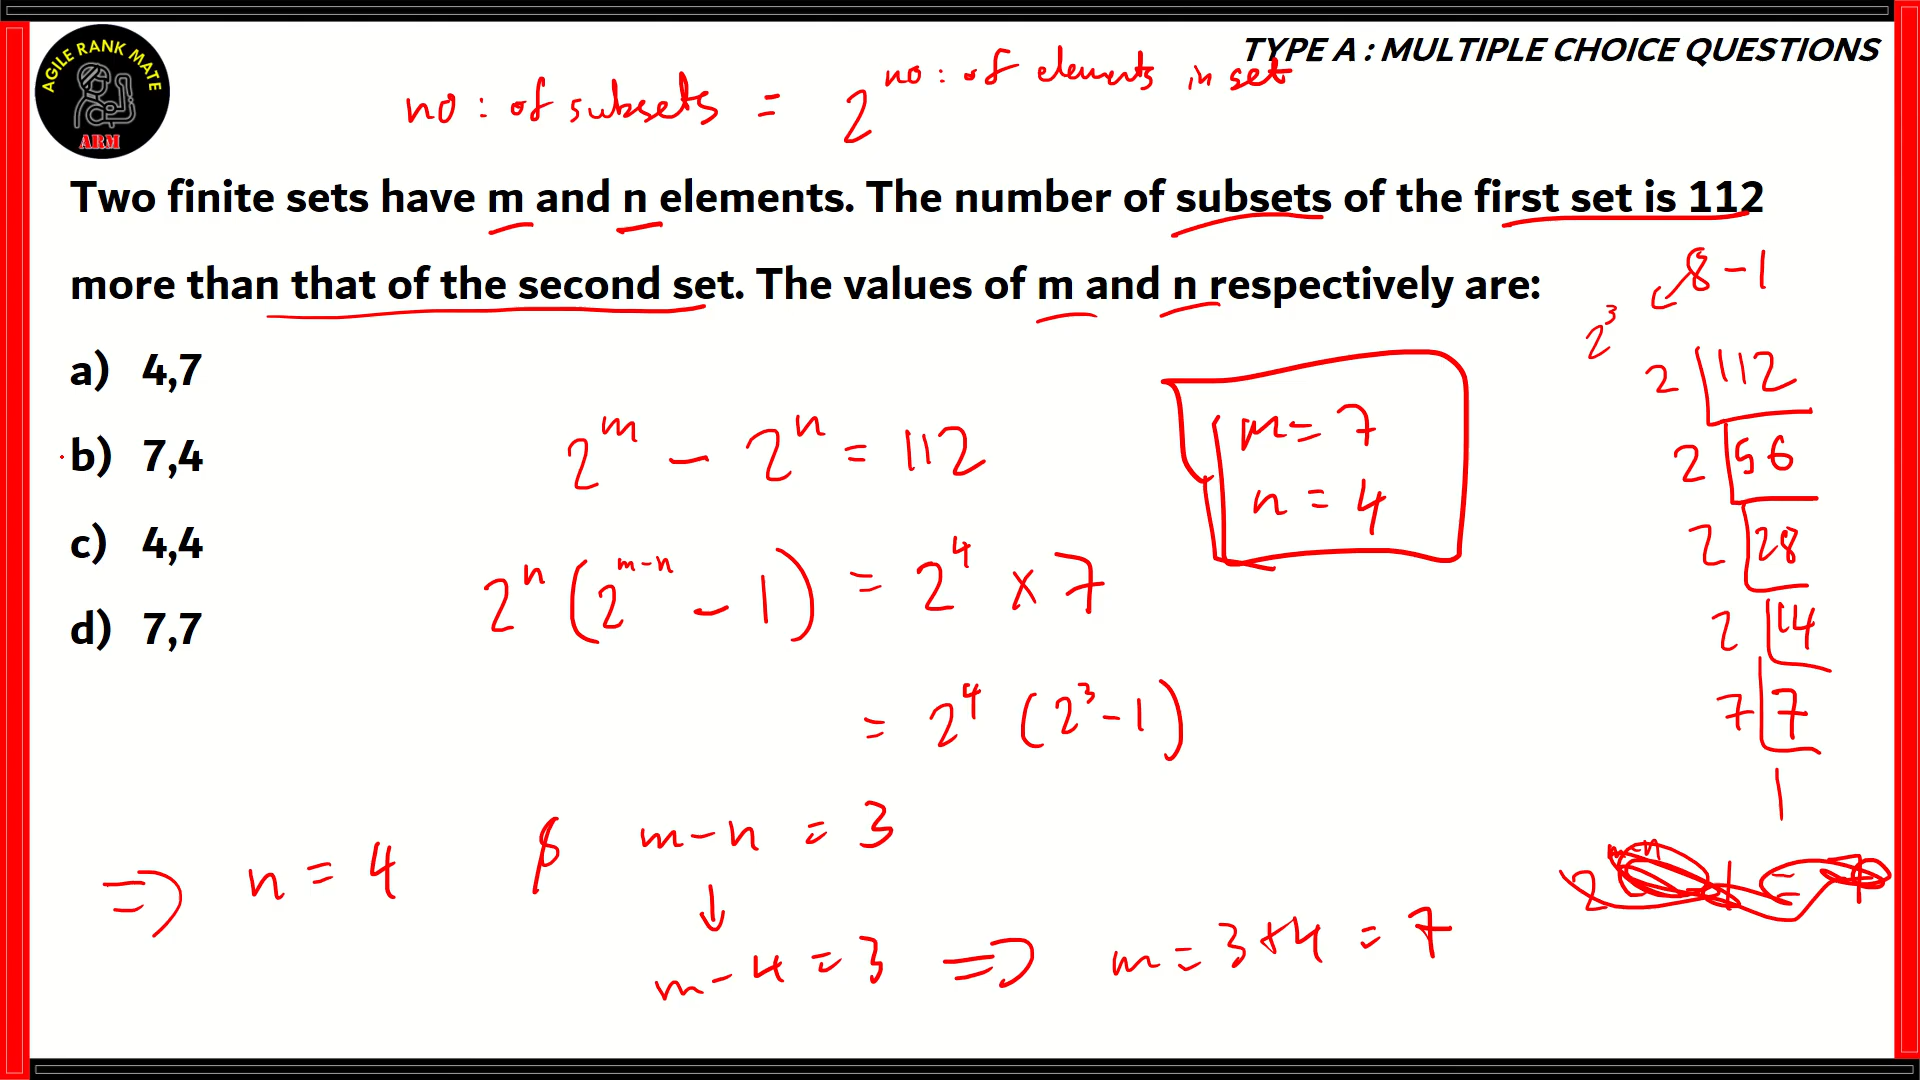 AGILE RANK MATE
ARM
TYPE A : MULTIPLE CHOICE QUESTIONS
no : of subsets = 2^no : of elements in set
Two finite sets have m and n elements. The number of subsets of the first set is 112
more than that of the second set. The values of m and n respectively are:
a) 4,7
b) 7,4
c) 4,4
d) 7,7
2^m - 2^n = 112
2^n (2^m-n - 1) = 2^4 x 7
= 2^4 (2^3 - 1)
=> n = 4 & m - n = 3
↓
m - 4 = 3 => m = 3 + 4 = 7
m = 7
n = 4
8 - 1
2^3
2 | 112
2 | 56
2 | 28
2 | 14
7 | 7
1